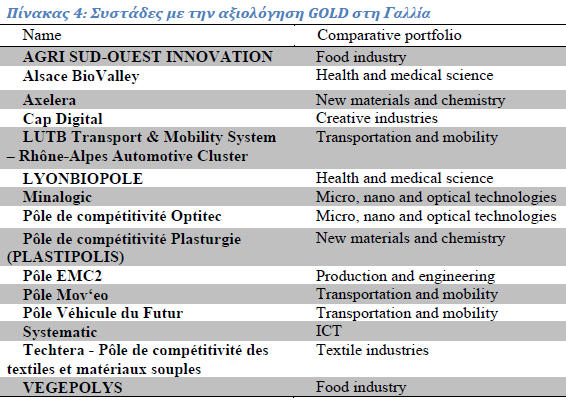 Πίνακας 4: Συστάδες με την αξιολόγηση GOLD στη Γαλλία
Name Comparative portfolio
AGRI SUD-OUEST INNOVATION Food industry
Alsace BioValley Health and medical science
Axelera New materials and chemistry
Cap Digital Creative industries
LUTB Transport & Mobility System Transportation and mobility
– Rhône-Alpes Automotive Cluster
LYONBIOPOLE Health and medical science
Minalogic Micro, nano and optical technologies
Pôle de compétitivité Optitec Micro, nano and optical technologies
Pôle de compétitivité Plasturgie New materials and chemistry
(PLASTIPOLIS)
Pôle EMC2 Production and engineering
Pôle Mov‘eo Transportation and mobility
Pôle Véhicule du Futur Transportation and mobility
Systematic ICT
Techtera - Pôle de compétitivité des Textile industries
textiles et matériaux souples
VEGEPOLYS Food industry